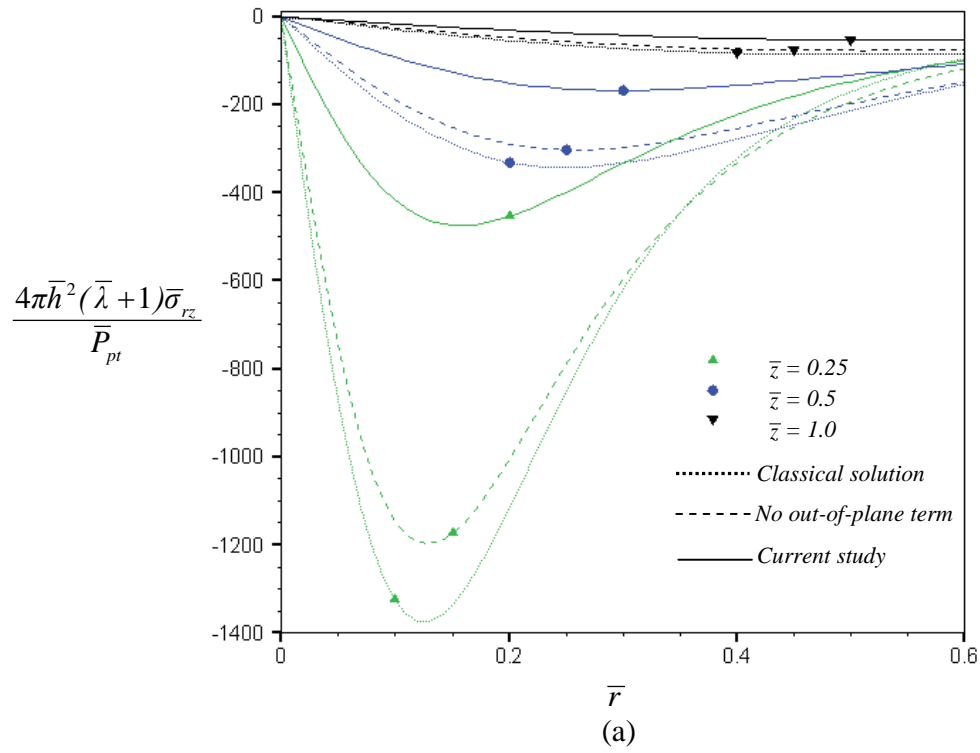 0
-200
-400
-600
-800
-1000
-1200
-1400
4πh̅²(λ̅+1)σ̅rz
P̅pt
z̅ = 0.25
z̅ = 0.5
z̅ = 1.0
Classical solution
No out-of-plane term
Current study
0 0.2 0.4 0.6
r̅
(a)